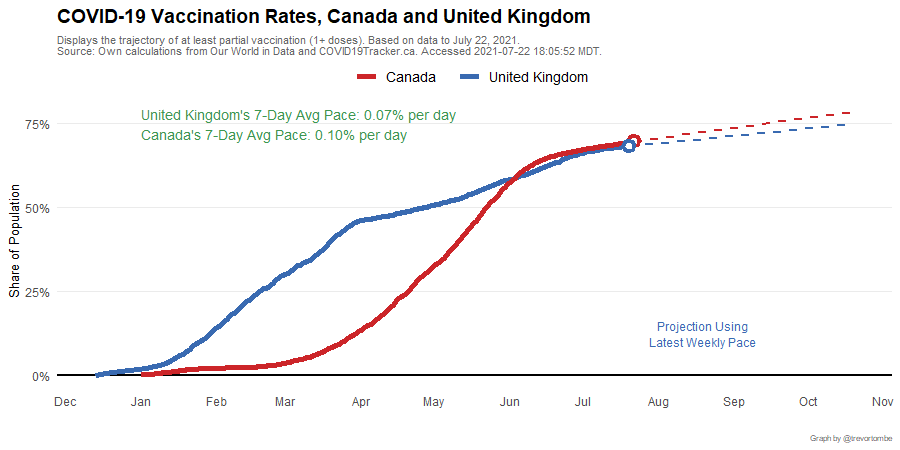 COVID-19 Vaccination Rates, Canada and United Kingdom
Displays the trajectory of at least partial vaccination (1+ doses). Based on data to July 22, 2021.
Source: Own calculations from Our World in Data and COVID19Tracker.ca. Accessed 2021-07-22 18:05:52 MDT.
Canada United Kingdom
United Kingdom's 7-Day Avg Pace: 0.07% per day
Canada's 7-Day Avg Pace: 0.10% per day
75%
50%
25%
0%
Share of Population
Projection Using
Latest Weekly Pace
Dec Jan Feb Mar Apr May Jun Jul Aug Sep Oct Nov
Graph by @trevortombe